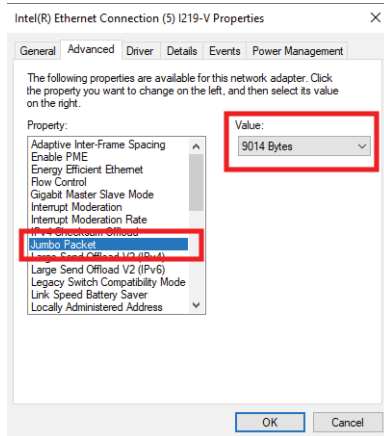 Intel(R) Ethernet Connection (5) I219-V Properties
General Advanced Driver Details Events Power Management
The following properties are available for this network adapter. Click
the property you want to change on the left, and then select its value
on the right.
Property:
Value:
9014 Bytes
Adaptive Inter-Frame Spacing
Enable PME
Energy Efficient Ethernet
Flow Control
Gigabit Master Slave Mode
Interrupt Moderation
Interrupt Moderation Rate
IPv4 Checksum Offload
Jumbo Packet
Large Send Offload V2 (IPv4)
Large Send Offload V2 (IPv6)
Legacy Switch Compatibility Mode
Link Speed Battery Saver
Locally Administered Address
OK Cancel